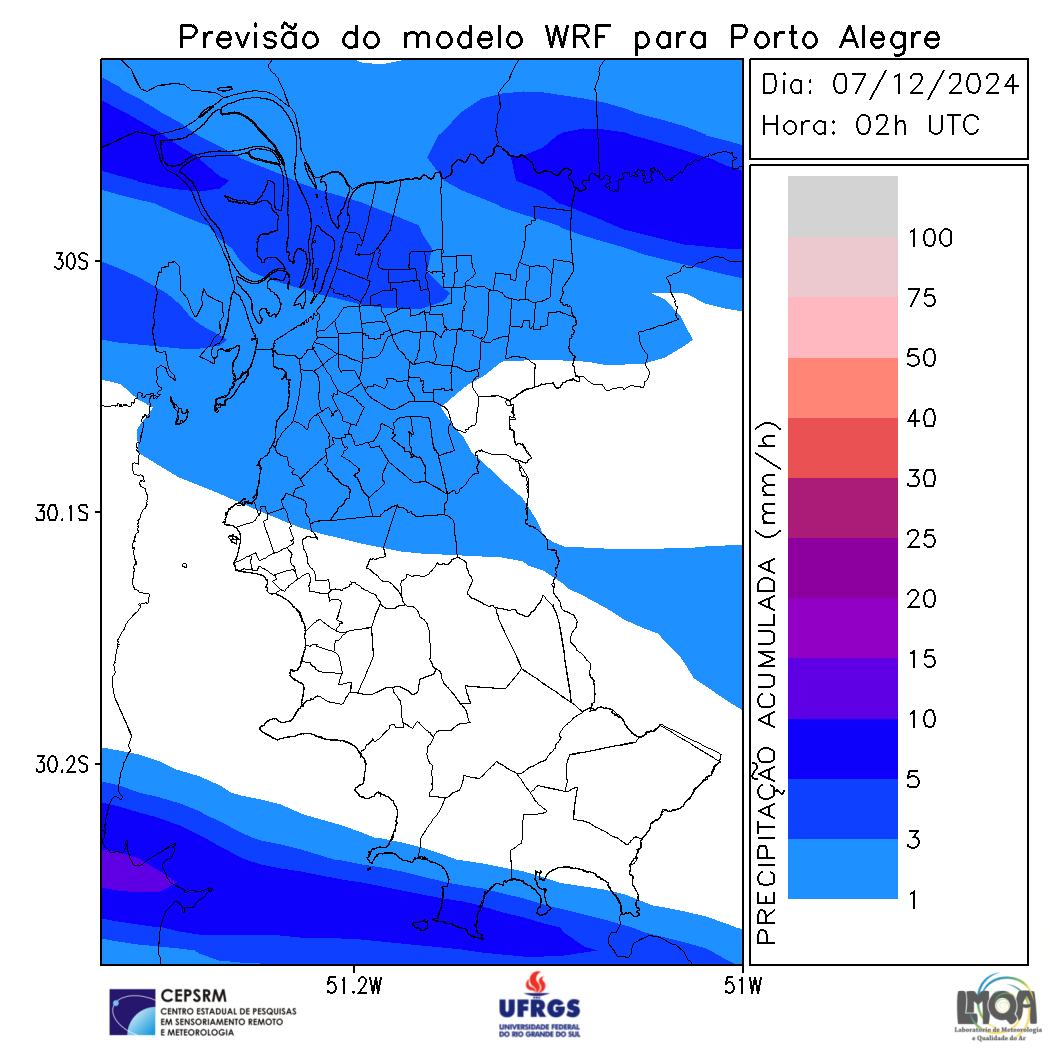 Previsão do modelo WRF para Porto Alegre
Dia: 07/12/2024
Hora: 02h UTC
30S
30.1S
30.2S
51.2W
51W
PRECIPITAÇÃO ACUMULADA (mm/h)
100
75
50
40
30
25
20
15
10
5
3
1
CEPSRM
CENTRO ESTADUAL DE PESQUISAS
EM SENSORIAMENTO REMOTO
E METEOROLOGIA
UFRGS
UNIVERSIDADE FEDERAL
DO RIO GRANDE DO SUL
LMQA
Laboratório de Meteorologia
e Qualidade do Ar